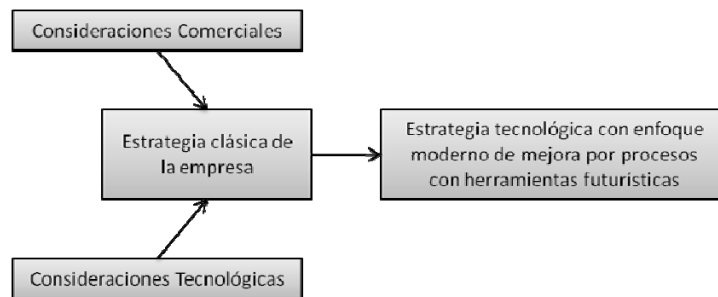 Consideraciones Comerciales
Estrategia clásica de
la empresa
Estrategia tecnológica con enfoque
moderno de mejora por procesos
con herramientas futurísticas
Consideraciones Tecnológicas